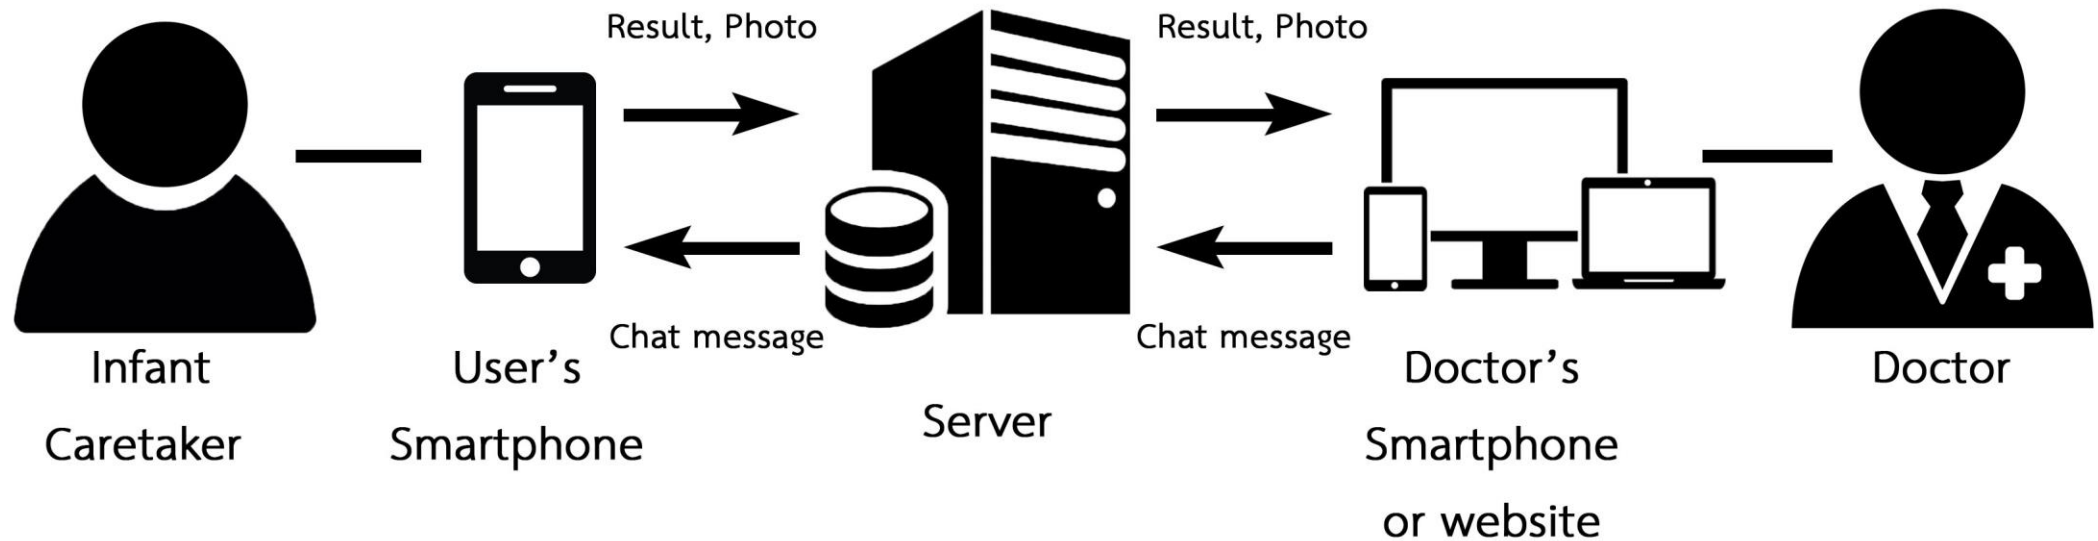 Result, Photo
Result, Photo
Chat message
Chat message
Infant
Caretaker
User’s
Smartphone
Server
Doctor’s
Smartphone
or website
Doctor